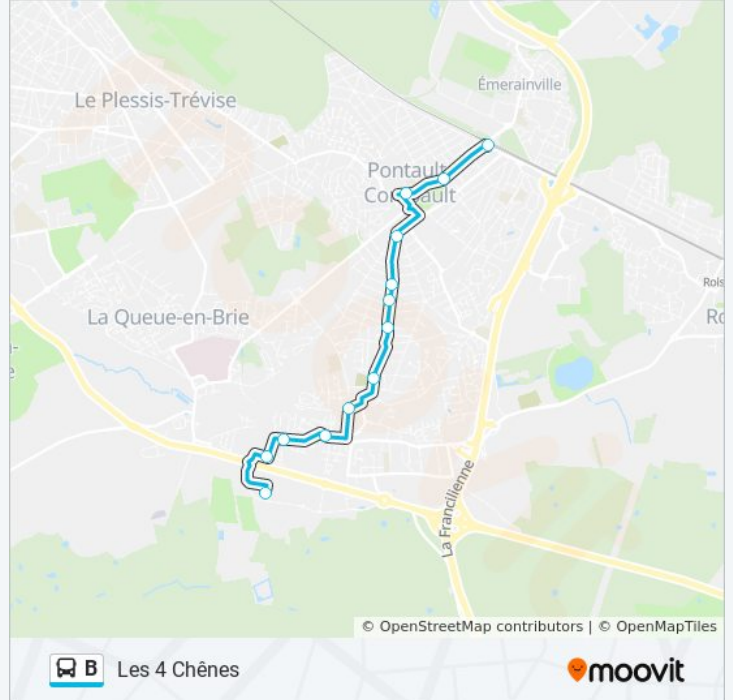 Émerainville
Le Plessis-Trévise
Pontault
Combault
Rois
La Queue-en-Brie
Ro
La Francilienne
© OpenStreetMap contributors | © OpenMapTiles
B Les 4 Chênes
moovit